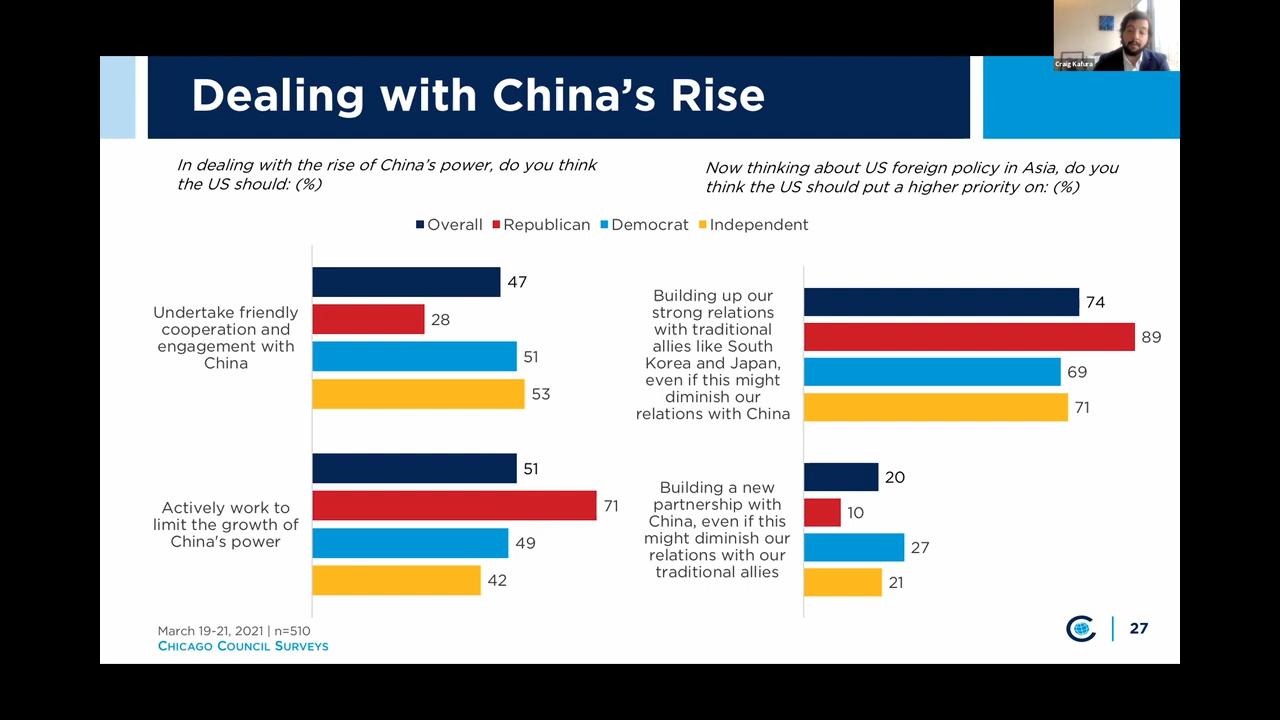 Craig Kafura
Dealing with China's Rise
In dealing with the rise of China's power, do you think
the US should: (%)
Now thinking about US foreign policy in Asia, do you
think the US should put a higher priority on: (%)
Overall Republican Democrat Independent
Undertake friendly
cooperation and
engagement with
China
47
28
51
53
Actively work to
limit the growth of
China's power
51
71
49
42
Building up our
strong relations
with traditional
allies like South
Korea and Japan,
even if this might
diminish our
relations with China
74
89
69
71
Building a new
partnership with
China, even if this
might diminish our
relations with our
traditional allies
20
10
27
21
March 19-21, 2021 | n=510
CHICAGO COUNCIL SURVEYS
27